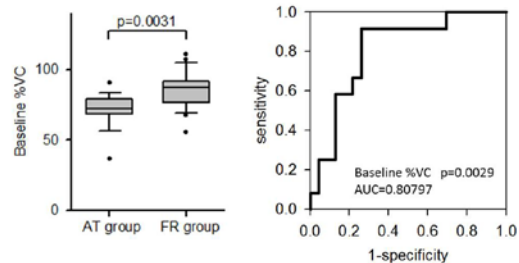 p=0.0031
Baseline %VC
100
50
0
AT group
FR group
sensitivity
1.0
0.8
0.6
0.4
0.2
0.0
Baseline %VC p=0.0029
AUC=0.80797
0.0 0.2 0.4 0.6 0.8 1.0
1-specificity